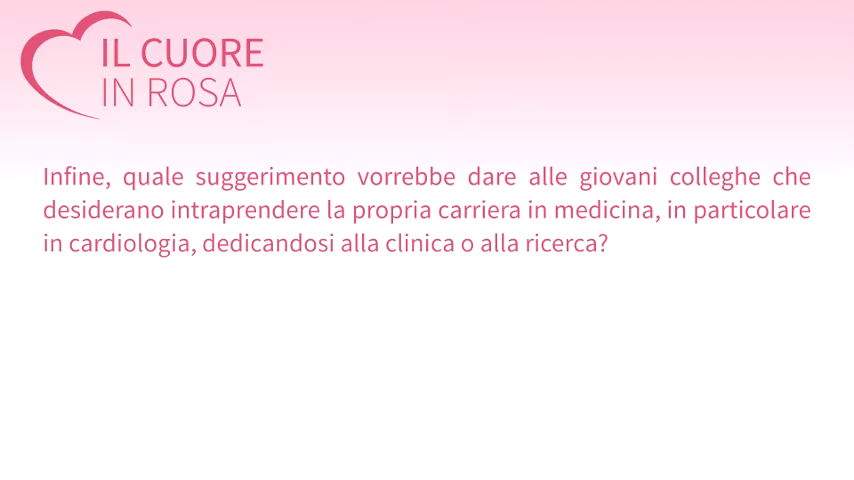 IL CUORE
IN ROSA
Infine, quale suggerimento vorrebbe dare alle giovani colleghe che
desiderano intraprendere la propria carriera in medicina, in particolare
in cardiologia, dedicandosi alla clinica o alla ricerca?